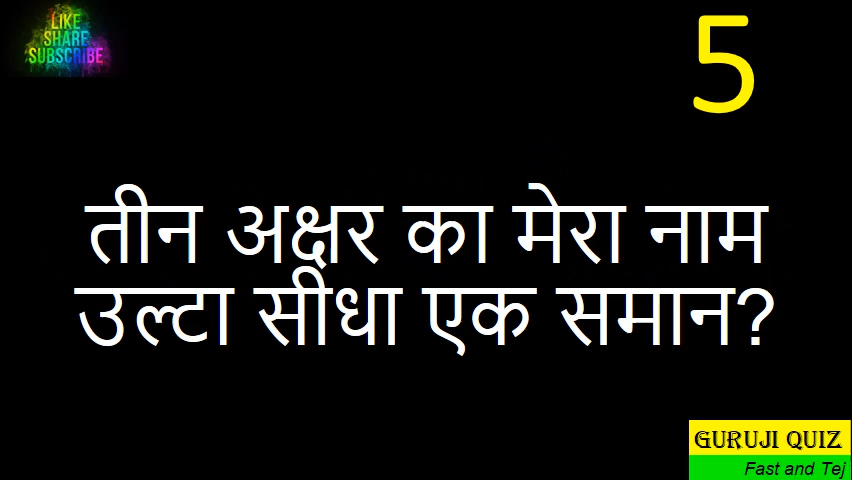 LIKE
SHARE
SUBSCRIBE
5
तीन अक्षर का मेरा नाम
उल्टा सीधा एक समान?
GURUJI QUIZ
Fast and Tej